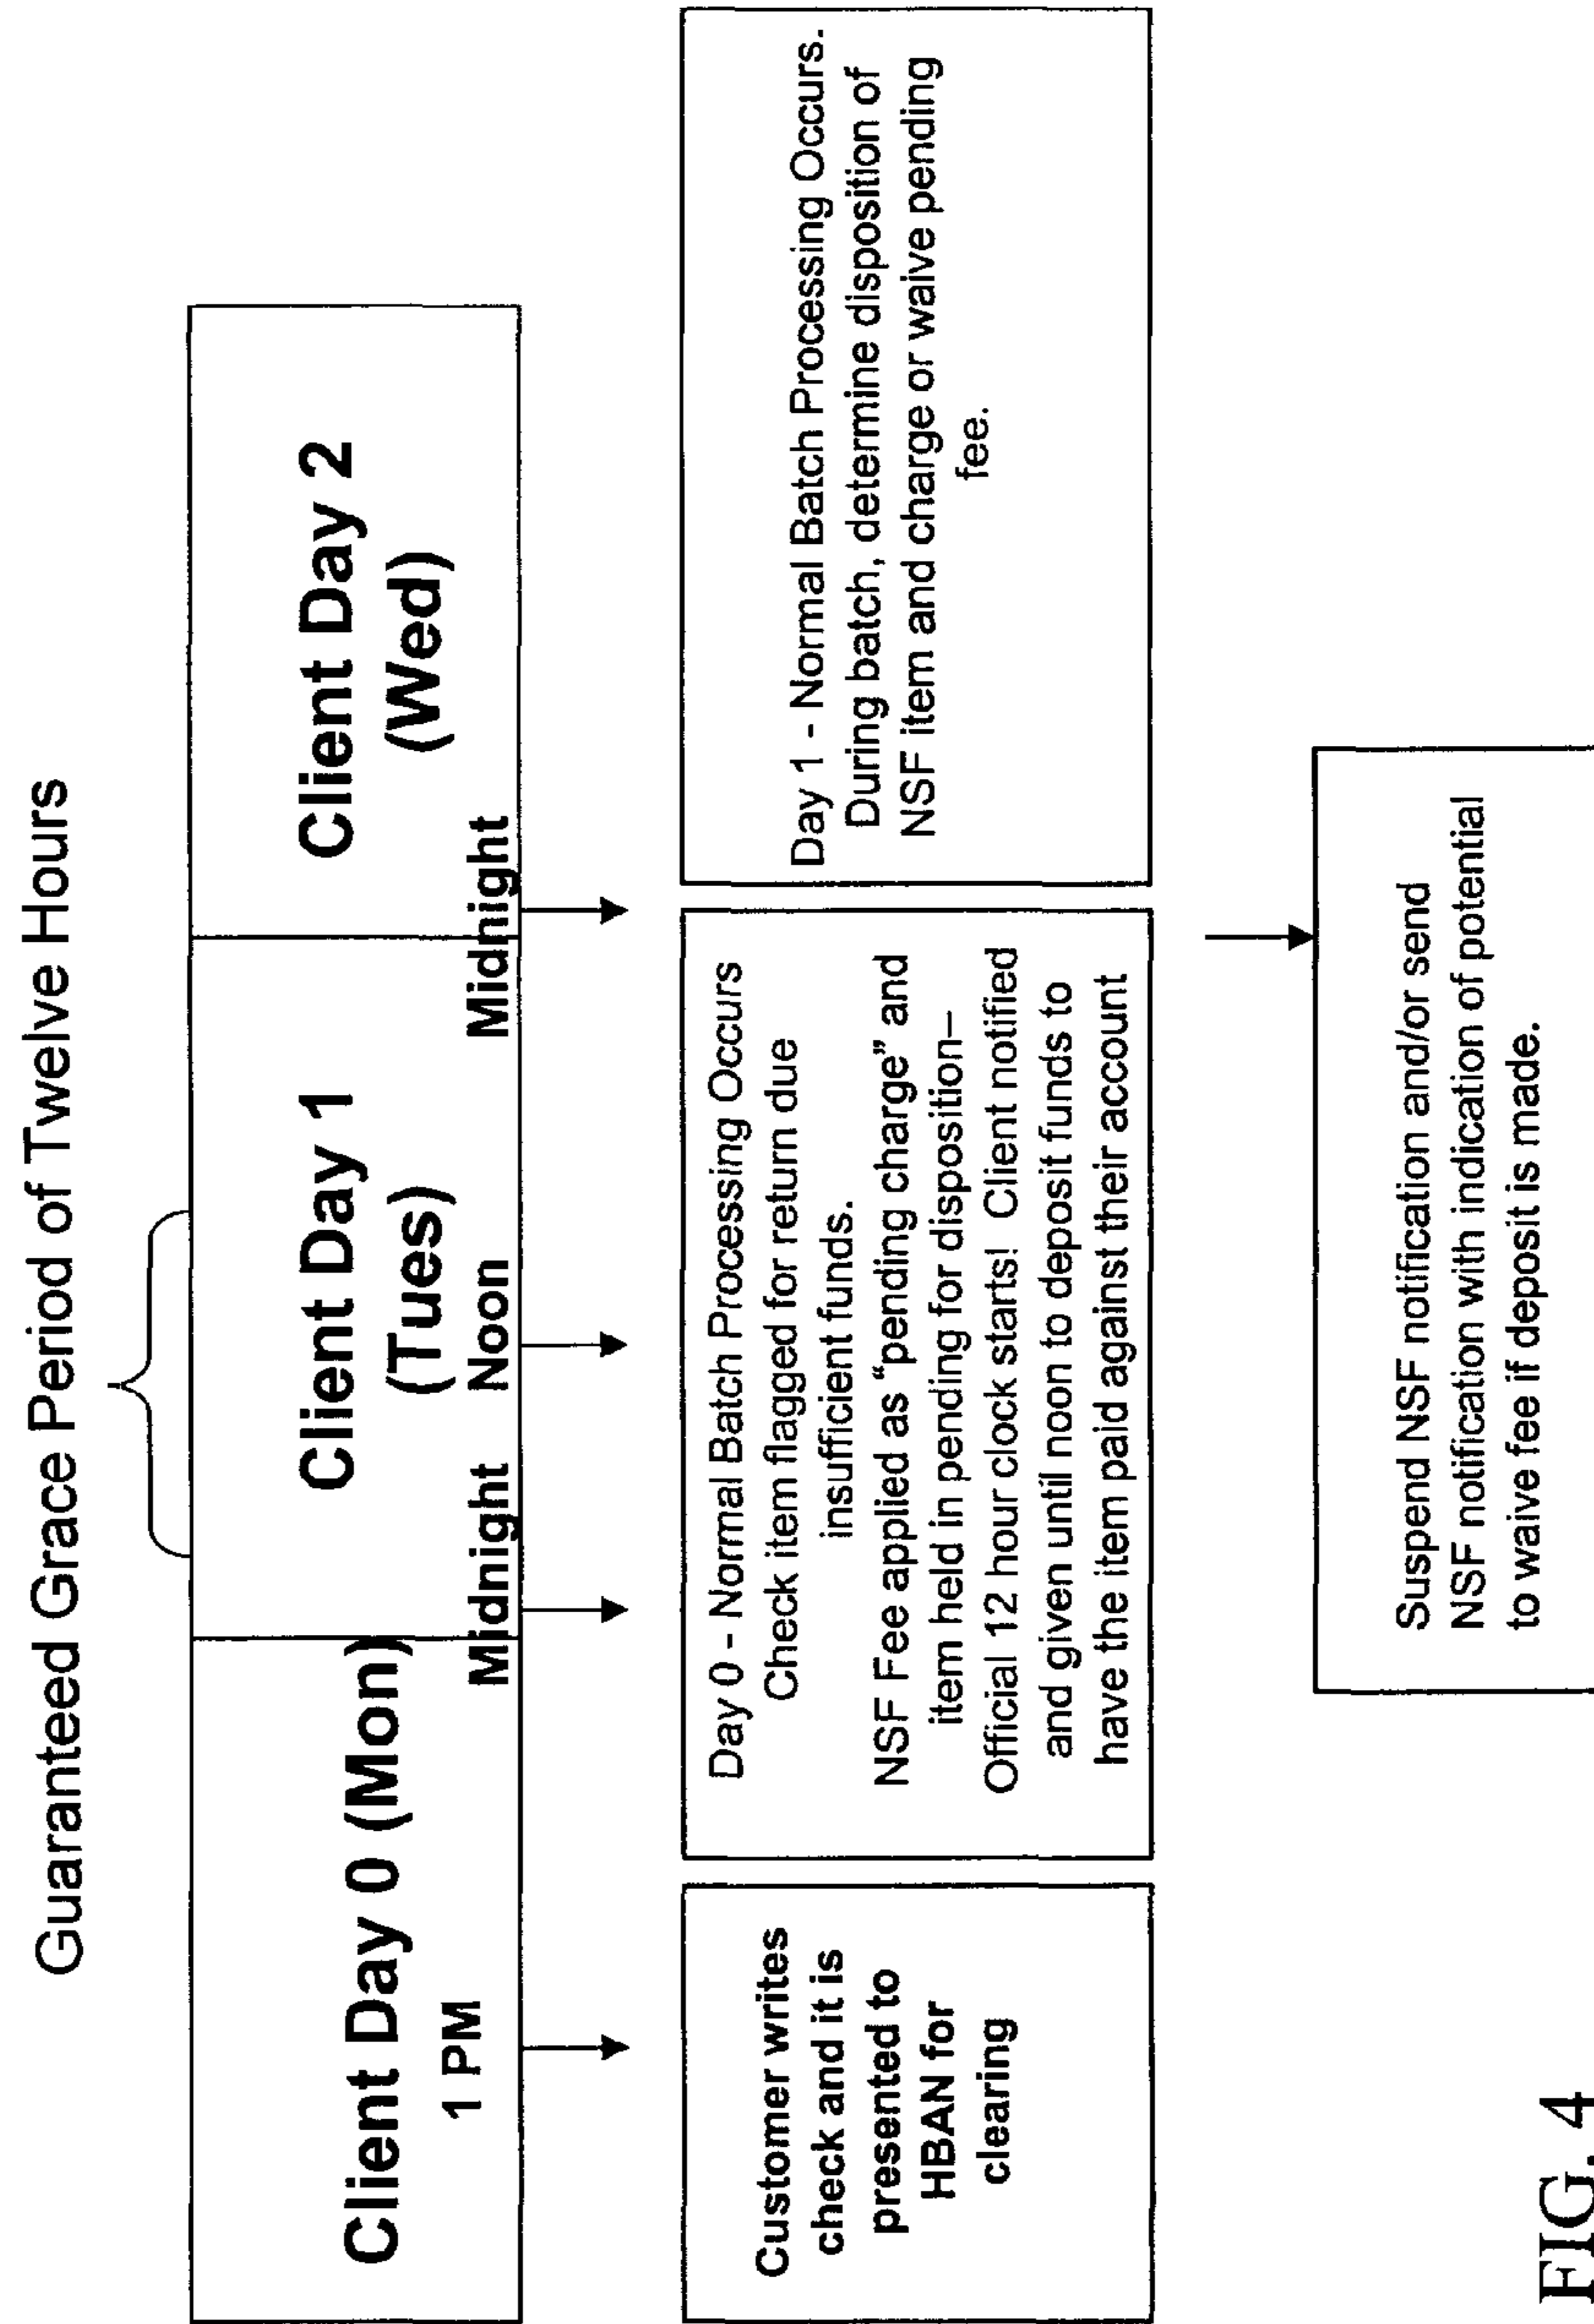 Guaranteed Grace Period of Twelve Hours
Client Day 0 (Mon)
1 PM
Client Day 1
(Tues)
Midnight
Noon
Midnight
Client Day 2
(Wed)
Customer writes
check and it is
presented to
HBAN for
clearing
Day 0 - Normal Batch Processing Occurs
Check item flagged for return due
insufficient funds.
NSF Fee applied as “pending charge” and
item held in pending for disposition–
Official 12 hour clock starts! Client notified
and given until noon to deposit funds to
have the item paid against their account
Day 1 - Normal Batch Processing Occurs.
During batch, determine disposition of
NSF item and charge or waive pending
fee.
Suspend NSF notification and/or send
NSF notification with indication of potential
to waive fee if deposit is made.
FIG. 4